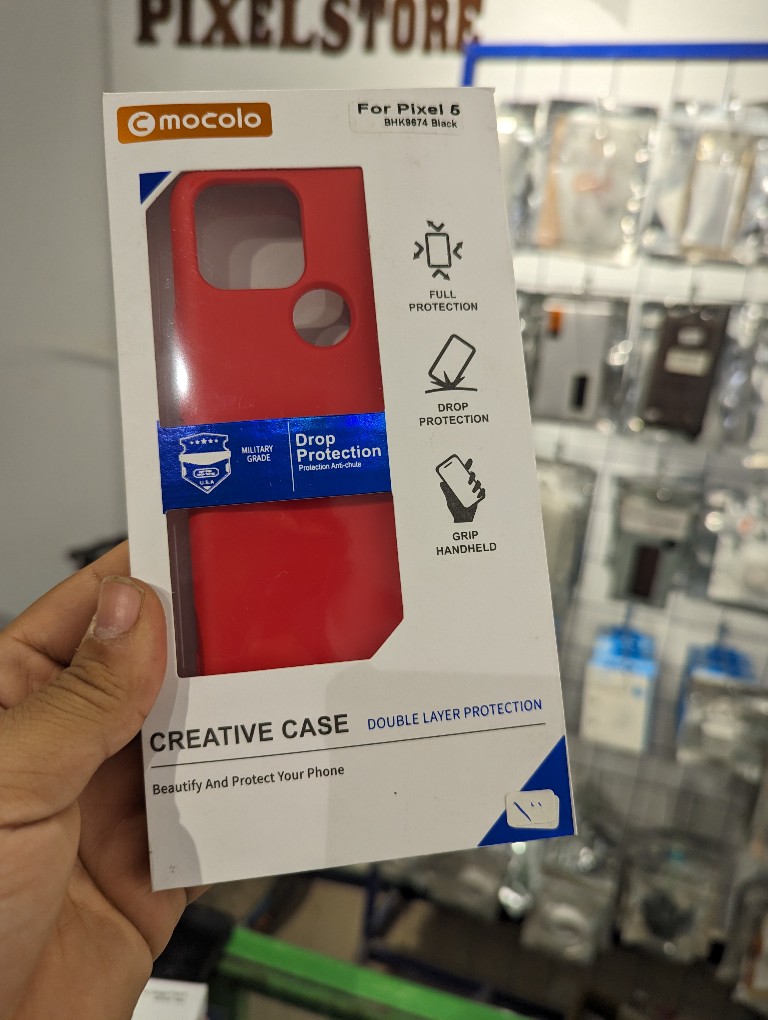 PIXELSTORE
mocolo
For Pixel 5
BHK9674 Black
FULL
PROTECTION
DROP
PROTECTION
GRIP
HANDHELD
MILITARY
GRADE
U.S.A
Drop
Protection
Protection Anti-chute
CREATIVE CASE
DOUBLE LAYER PROTECTION
Beautify And Protect Your Phone
١٠٠